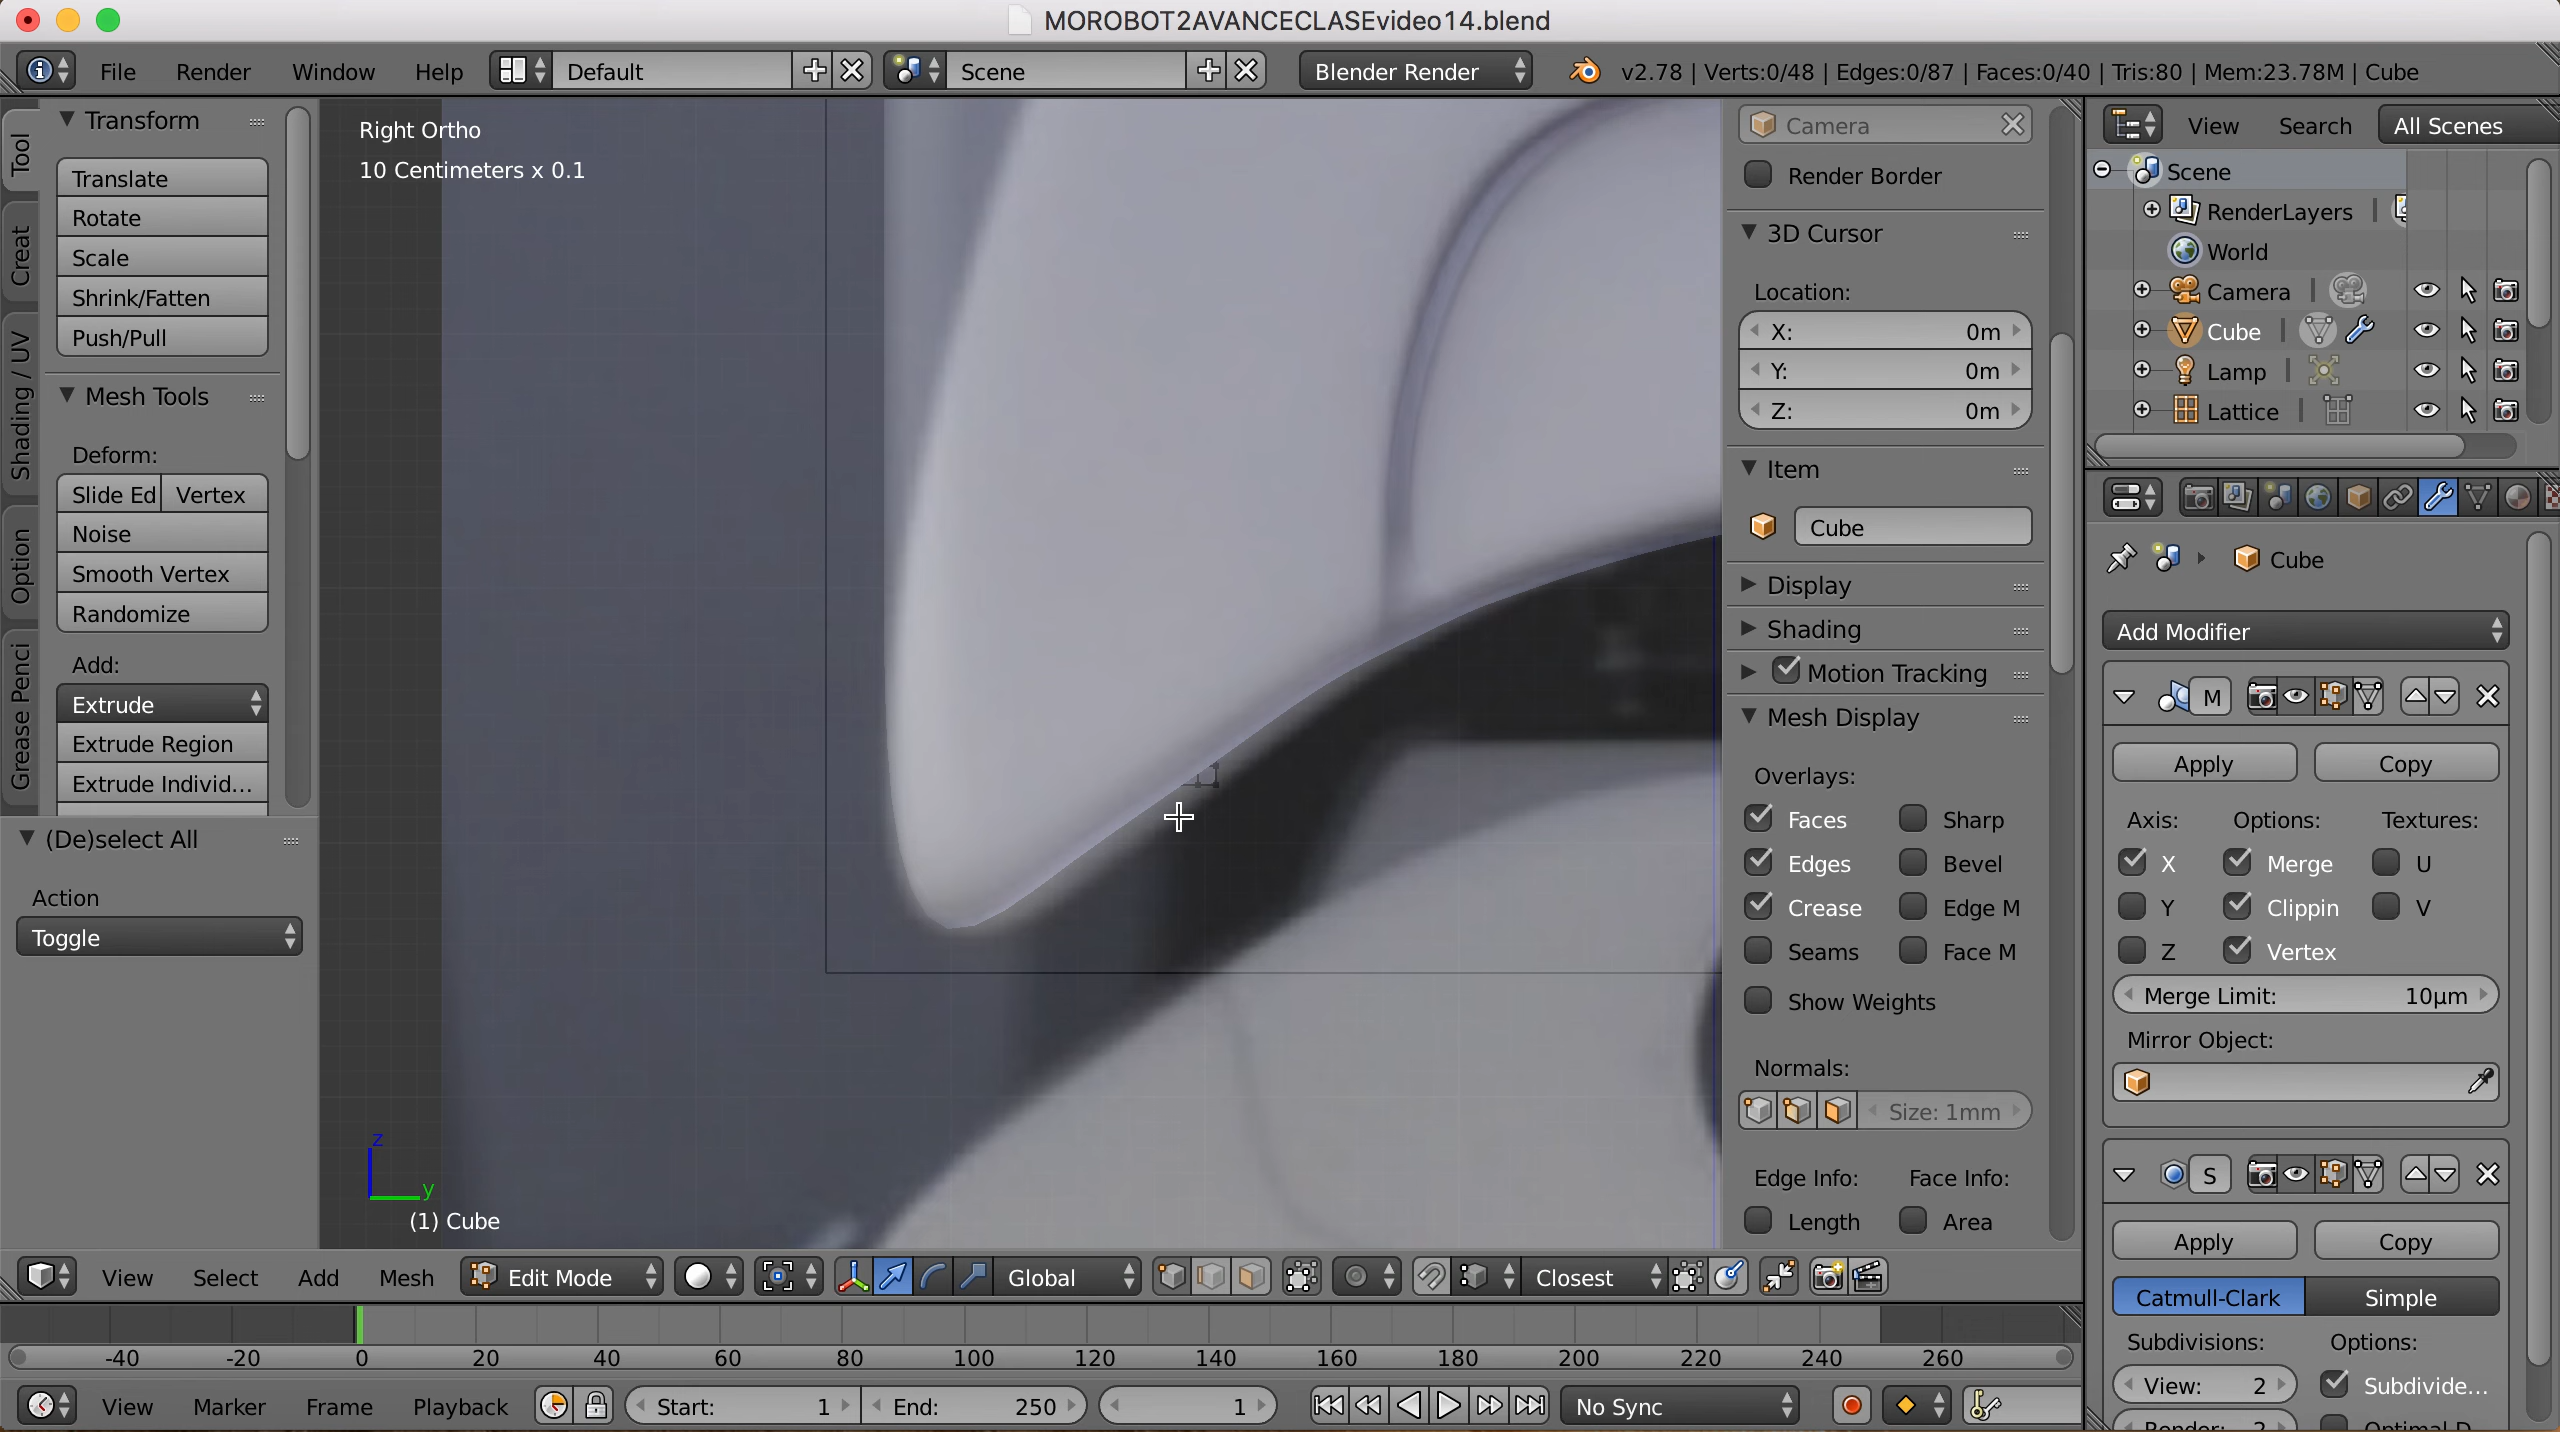 MOROBOT2AVANCECLASEvideo14.blend
File Render Window Help Default Scene Blender Render v2.78 | Verts:0/48 | Edges:0/87 | Faces:0/40 | Tris:80 | Mem:23.78M | Cube
Tool
Creat
Shading / UV
Option
Grease Penci
Transform
Translate
Rotate
Scale
Shrink/Fatten
Push/Pull
Mesh Tools
Deform:
Slide Ed Vertex
Noise
Smooth Vertex
Randomize
Add:
Extrude
Extrude Region
Extrude Individ...
(De)select All
Action
Toggle
Right Ortho
10 Centimeters x 0.1
z
y
(1) Cube
Camera
Render Border
3D Cursor
Location:
X: 0m
Y: 0m
Z: 0m
Item
Cube
Display
Shading
Motion Tracking
Mesh Display
Overlays:
Faces Sharp
Edges Bevel
Crease Edge M
Seams Face M
Show Weights
Normals:
Size: 1mm
Edge Info: Face Info:
Length Area
View Search All Scenes
Scene
RenderLayers |
World
Camera |
Cube |
Lamp |
Lattice |
Cube
Add Modifier
M
Apply Copy
Axis: Options: Textures:
X Merge U
Y Clippin V
Z Vertex
Merge Limit: 10µm
Mirror Object:
S
Apply Copy
Catmull-Clark Simple
Subdivisions: Options:
View: 2 Subdivide...
View Select Add Mesh Edit Mode Global Closest
-40 -20 0 20 40 60 80 100 120 140 160 180 200 220 240 260
View Marker Frame Playback Start: 1 End: 250 1 No Sync